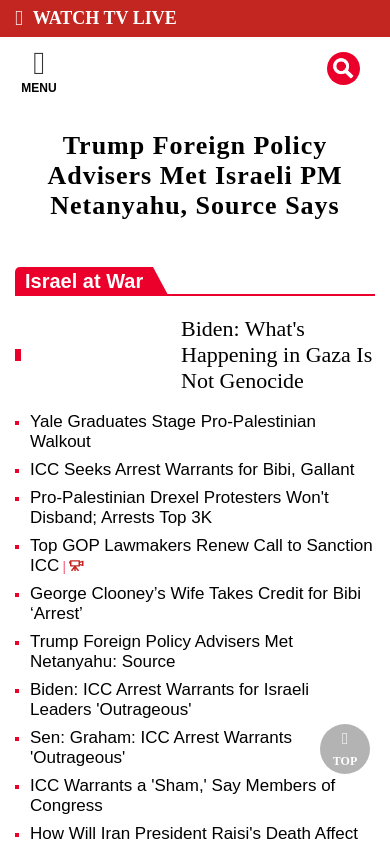 WATCH TV LIVE
MENU
Trump Foreign Policy
Advisers Met Israeli PM
Netanyahu, Source Says
Israel at War
Biden: What's
Happening in Gaza Is
Not Genocide
Yale Graduates Stage Pro-Palestinian
Walkout
ICC Seeks Arrest Warrants for Bibi, Gallant
Pro-Palestinian Drexel Protesters Won't
Disband; Arrests Top 3K
Top GOP Lawmakers Renew Call to Sanction
ICC |
George Clooney’s Wife Takes Credit for Bibi
‘Arrest’
Trump Foreign Policy Advisers Met
Netanyahu: Source
Biden: ICC Arrest Warrants for Israeli
Leaders 'Outrageous'
Sen: Graham: ICC Arrest Warrants
'Outrageous'
TOP
ICC Warrants a 'Sham,' Say Members of
Congress
How Will Iran President Raisi's Death Affect